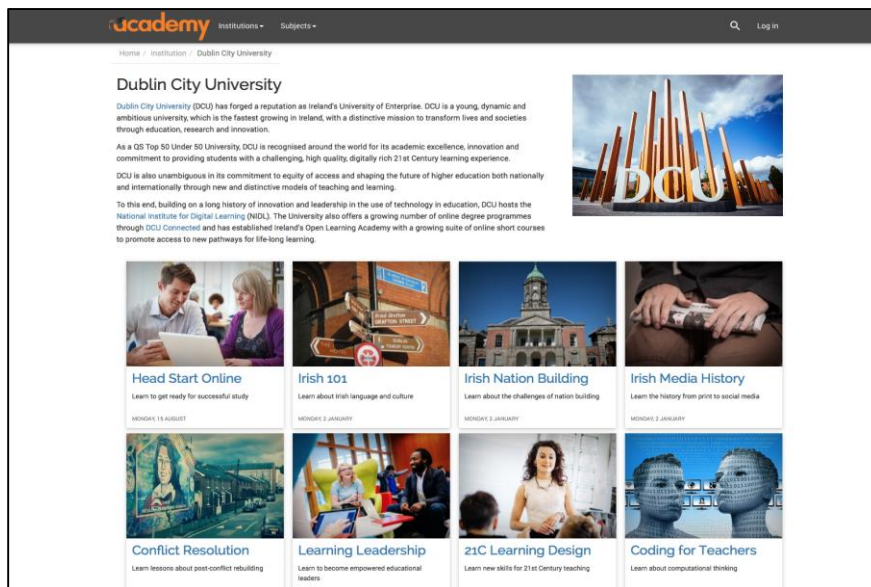 academy Institutions Subjects Log in
Home / Institution / Dublin City University
Dublin City University
Dublin City University (DCU) has forged a reputation as Ireland's University of Enterprise. DCU is a young, dynamic and
ambitious university, which is the fastest growing in Ireland, with a distinctive mission to transform lives and societies
through education, research and innovation.
As a QS Top 50 Under 50 University, DCU is recognised around the world for its academic excellence, innovation and
commitment to providing students with a challenging, high quality, digitally rich 21st Century learning experience.
DCU is also unambiguous in its commitment to equity of access and shaping the future of higher education both nationally
and internationally through new and distinctive models of teaching and learning.
To this end, building on a long history of innovation and leadership in the use of technology in education, DCU hosts the
National Institute for Digital Learning (NIDL). The University also offers a growing number of online degree programmes
through DCU Connected and has established Ireland's Open Learning Academy with a growing suite of online short courses
to promote access to new pathways for life-long learning.
DCU
GRAFTON STREET
Head Start Online
Learn to get ready for successful study
MONDAY, 15 AUGUST
Irish 101
Learn about Irish language and culture
MONDAY, 2 JANUARY
Irish Nation Building
Learn about the challenges of nation building
MONDAY, 2 JANUARY
Irish Media History
Learn the history from print to social media
MONDAY, 2 JANUARY
Conflict Resolution
Learn lessons about post-conflict rebuilding
Learning Leadership
Learn to become empowered educational
leaders
21C Learning Design
Learn new skills for 21st Century teaching
Coding for Teachers
Learn about computational thinking